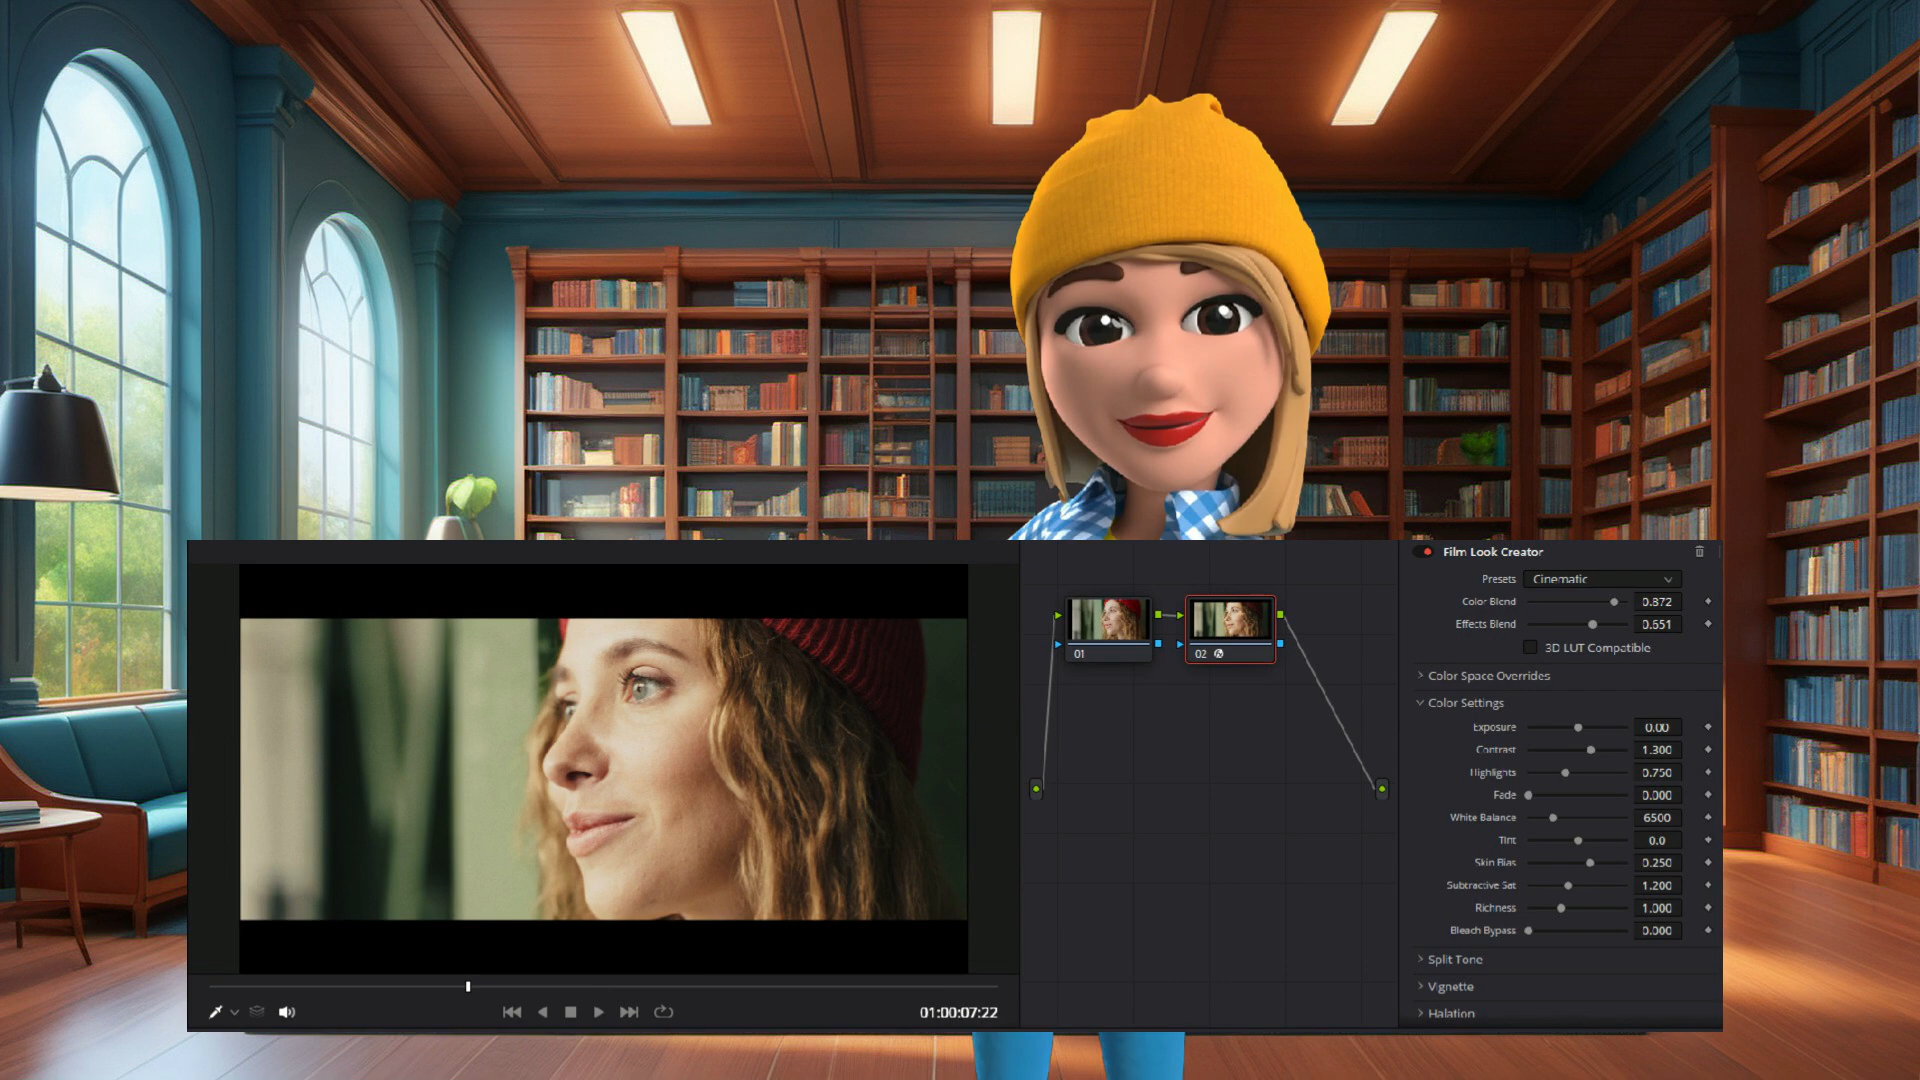 Film Look Creator
Presets Cinematic
Color Blend 0.872
Effects Blend 0.651
3D LUT Compatible
Color Space Overrides
Color Settings
Exposure 0.00
Contrast 1.300
Highlights 0.750
Fade 0.000
White Balance 6500
Tint 0.0
Skin Bias 0.250
Subtractive Sat 1.200
Richness 1.000
Bleach Bypass 0.000
Split Tone
Vignette
Halation
01
02
01:00:07:22